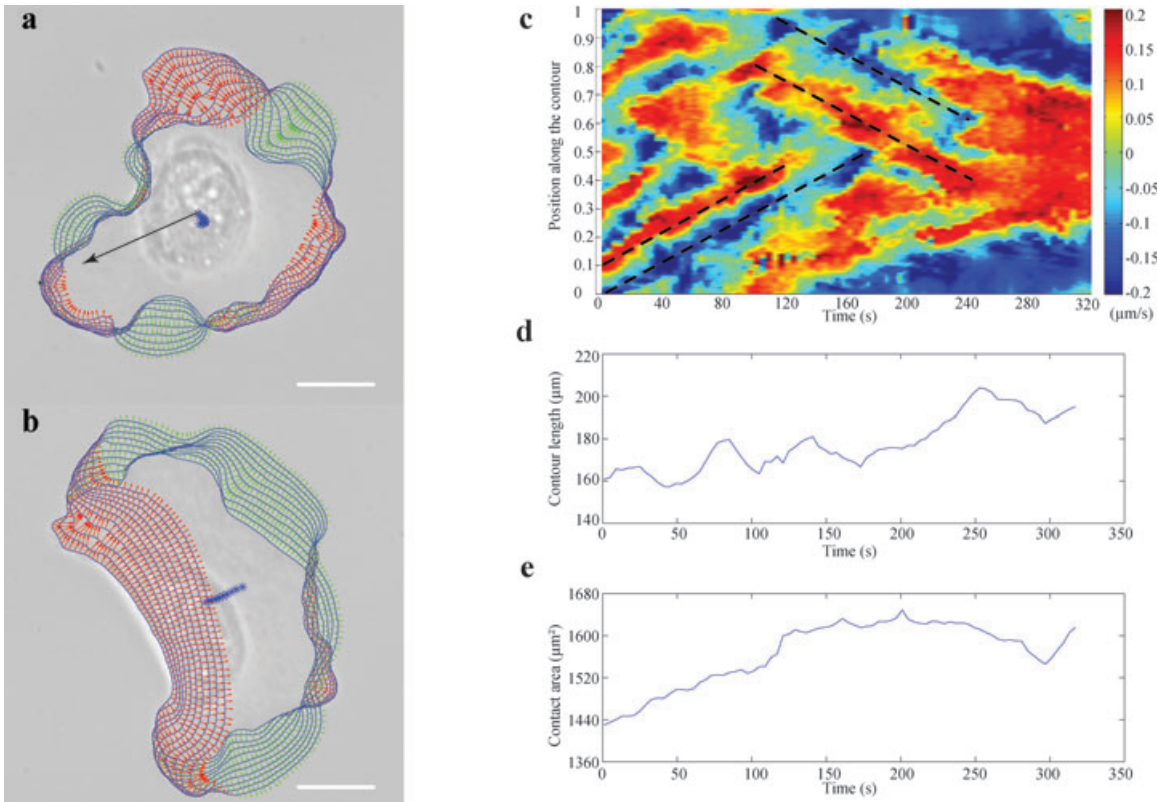 a
b
c
Position along the contour
1
0.9
0.8
0.7
0.6
0.5
0.4
0.3
0.2
0.1
0
0 40 80 120 160 200 240 280 320
Time (s)
0.2
0.15
0.1
0.05
0
-0.05
-0.1
-0.15
-0.2
(µm/s)
d
Contour length (µm)
220
200
180
160
140
0 50 100 150 200 250 300 350
Time (s)
e
Contact area (µm²)
1680
1600
1520
1440
1360
0 50 100 150 200 250 300 350
Time (s)